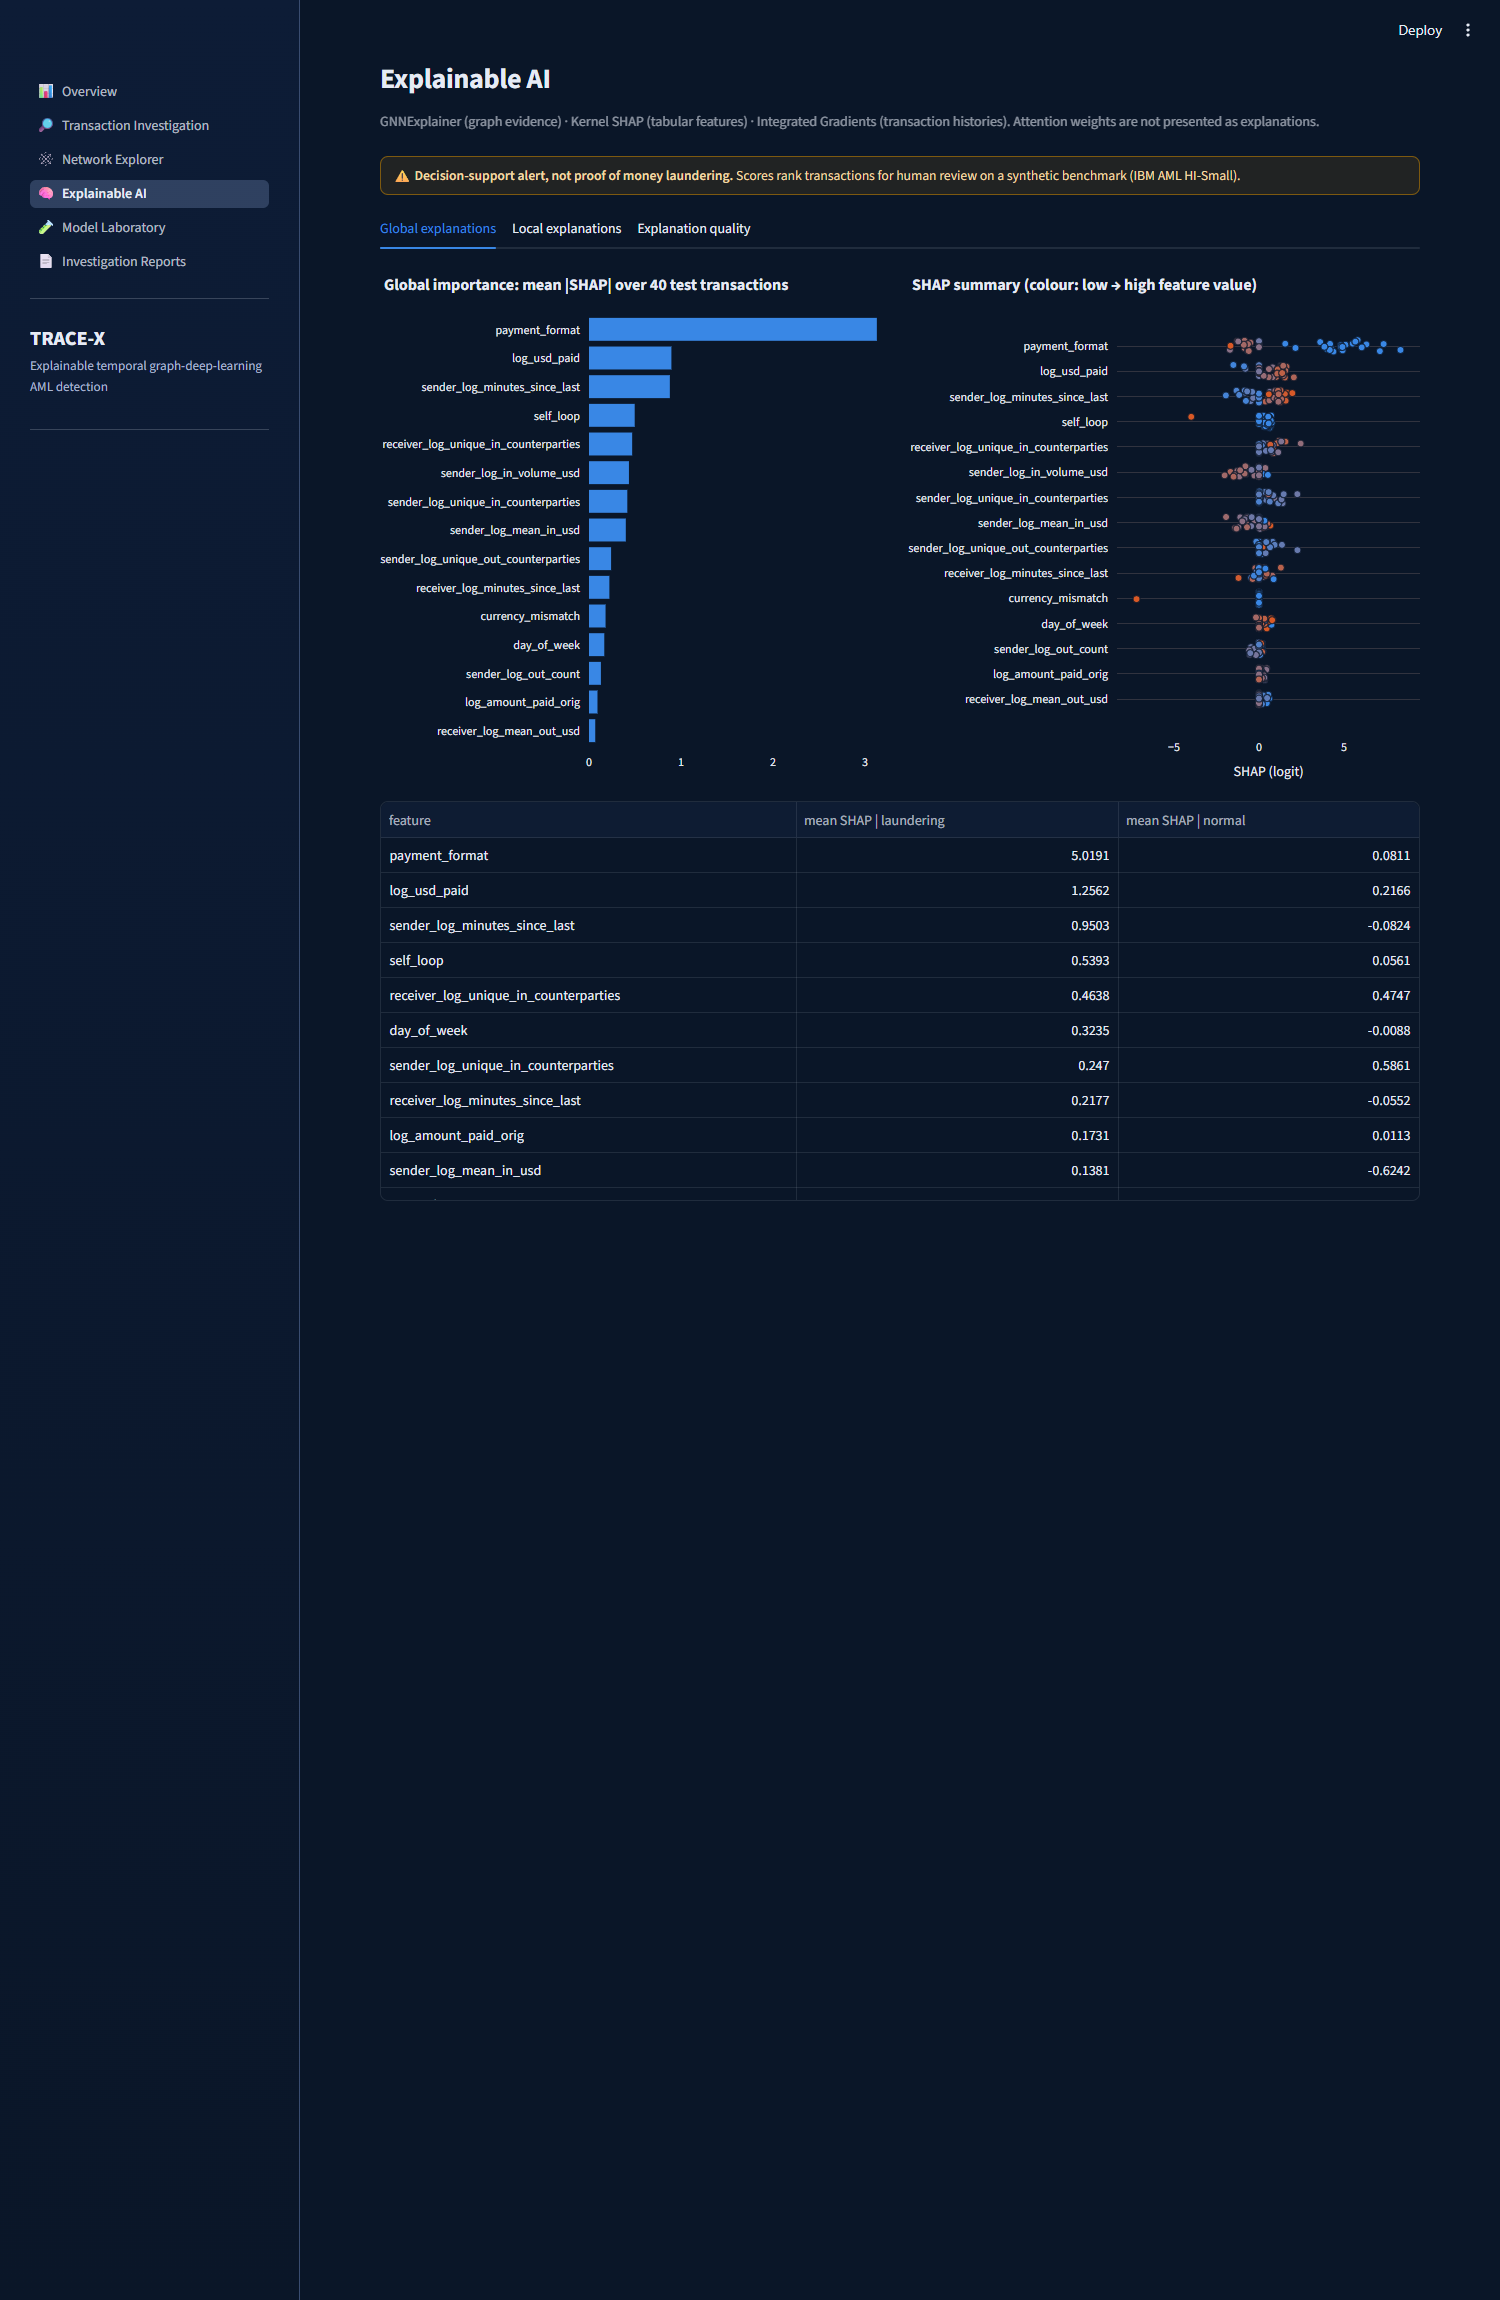 Deploy
Overview
Transaction Investigation
Network Explorer
Explainable AI
Model Laboratory
Investigation Reports
TRACE-X
Explainable temporal graph-deep-learning
AML detection
Explainable AI
GNNExplainer (graph evidence) · Kernel SHAP (tabular features) · Integrated Gradients (transaction histories). Attention weights are not presented as explanations.
Decision-support alert, not proof of money laundering. Scores rank transactions for human review on a synthetic benchmark (IBM AML HI-Small).
Global explanations Local explanations Explanation quality
Global importance: mean |SHAP| over 40 test transactions
payment_format
log_usd_paid
sender_log_minutes_since_last
self_loop
receiver_log_unique_in_counterparties
sender_log_in_volume_usd
sender_log_unique_in_counterparties
sender_log_mean_in_usd
sender_log_unique_out_counterparties
receiver_log_minutes_since_last
currency_mismatch
day_of_week
sender_log_out_count
log_amount_paid_orig
receiver_log_mean_out_usd
0 1 2 3
SHAP summary (colour: low → high feature value)
payment_format
log_usd_paid
sender_log_minutes_since_last
self_loop
receiver_log_unique_in_counterparties
sender_log_in_volume_usd
sender_log_unique_in_counterparties
sender_log_mean_in_usd
sender_log_unique_out_counterparties
receiver_log_minutes_since_last
currency_mismatch
day_of_week
sender_log_out_count
log_amount_paid_orig
receiver_log_mean_out_usd
−5 0 5
SHAP (logit)
feature mean SHAP | laundering mean SHAP | normal
payment_format 5.0191 0.0811
log_usd_paid 1.2562 0.2166
sender_log_minutes_since_last 0.9503 -0.0824
self_loop 0.5393 0.0561
receiver_log_unique_in_counterparties 0.4638 0.4747
day_of_week 0.3235 -0.0088
sender_log_unique_in_counterparties 0.247 0.5861
receiver_log_minutes_since_last 0.2177 -0.0552
log_amount_paid_orig 0.1731 0.0113
sender_log_mean_in_usd 0.1381 -0.6242